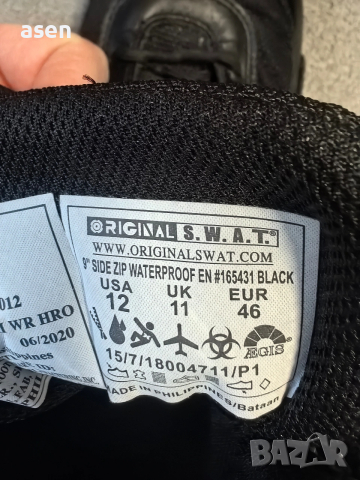 asen
ORIGINAL S.W.A.T.®
WWW.ORIGINALSWAT.COM
9" SIDE ZIP WATERPROOF EN #165431 BLACK
USA UK EUR
12 11 46
AEGIS
15/7/18004711/P1
MADE IN PHILIPPINES/Bataan
012
WR HRO
06/2020
BAZAR